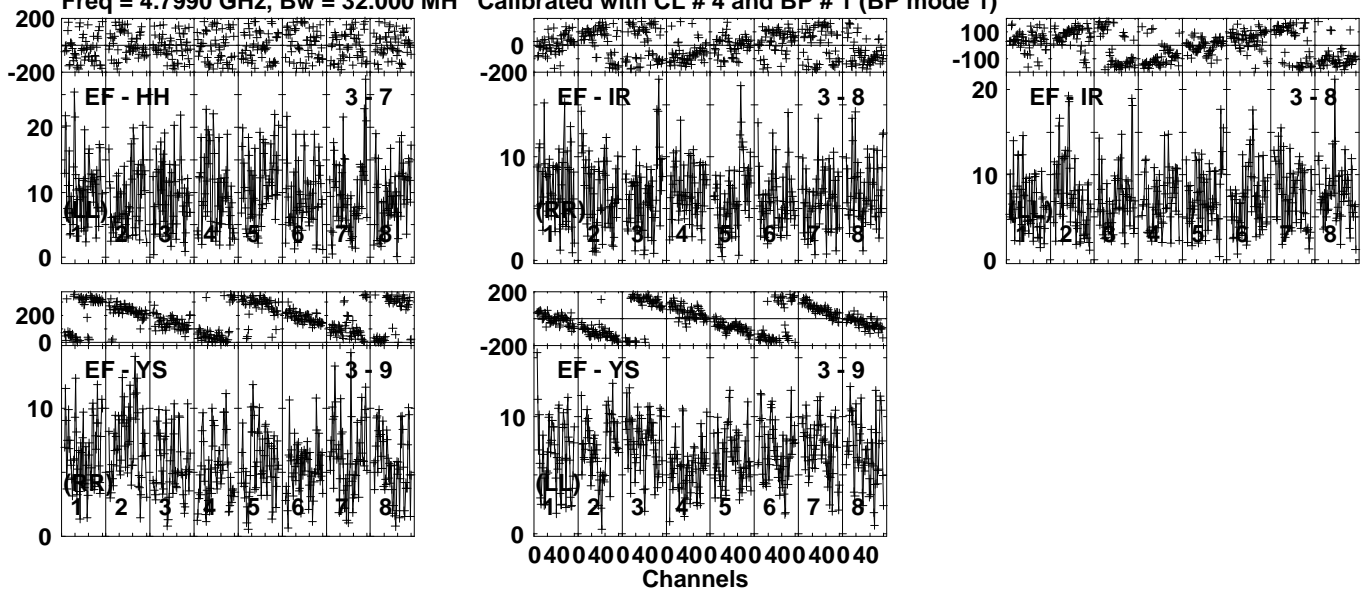 Freq = 4.7990 GHz, Bw = 32.000 MH Calibrated with CL # 4 and BP # 1 (BP mode 1)
200
-200
EF - HH 3 - 7
20
10
0
(LL)
1 2 3 4 5 6 7 8
200
0
-200
EF - IR 3 - 8
10
0
(RR)
1 2 3 4 5 6 7 8
100
-100
20
EF - IR 3 - 8
10
0
(LL)
1 2 3 4 5 6 7 8
200
0
EF - YS 3 - 9
10
0
(RR)
1 2 3 4 5 6 7 8
200
-200
EF - YS 3 - 9
10
0
(LL)
1 2 3 4 5 6 7 8
0 40 0 40 0 40 0 40 0 40 0 40 0 40 0 40
Channels